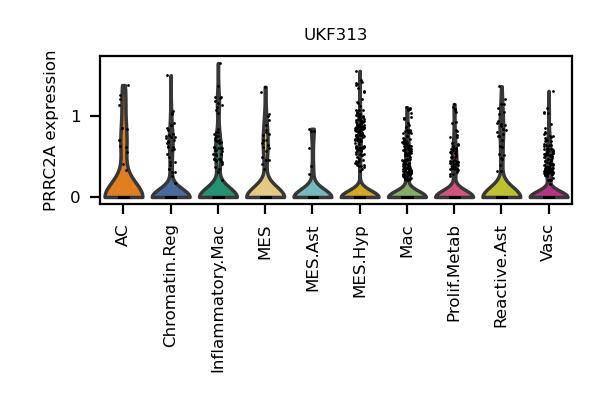 UKF313
PRRC2A expression
1
0
AC
Chromatin.Reg
Inflammatory.Mac
MES
MES.Ast
MES.Hyp
Mac
Prolif.Metab
Reactive.Ast
Vasc